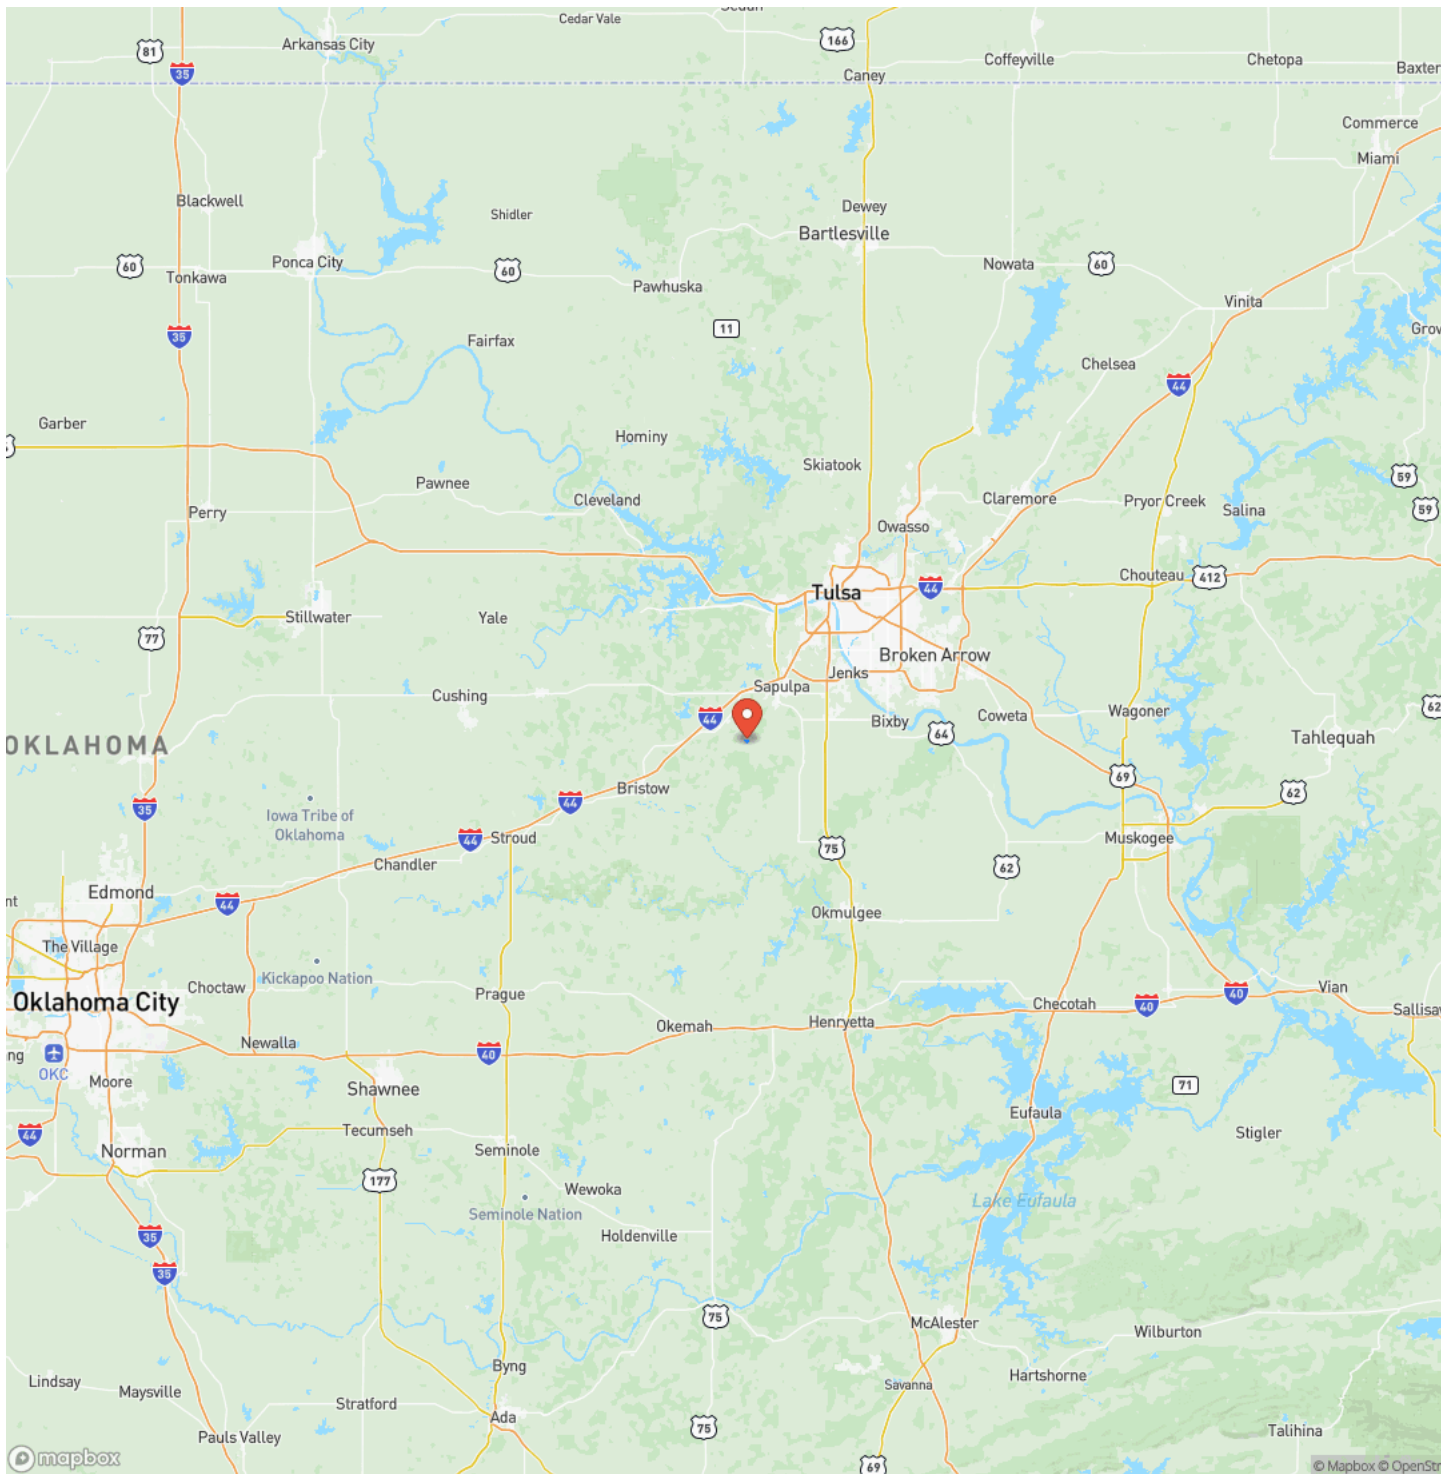 Sedan
Cedar Vale
Arkansas City
81
35
166
Coffeyville
Chetopa
Baxter
Caney
Commerce
Miami
Blackwell
Shidler
Dewey
Bartlesville
Ponca City
60
Tonkawa
60
Pawhuska
Nowata
60
Vinita
35
11
Fairfax
Grov
Chelsea
44
Garber
Hominy
Skiatook
59
Pawnee
Cleveland
Claremore
Pryor Creek
Salina
59
Perry
Owasso
Chouteau
412
Tulsa
44
Stillwater
Yale
77
Broken Arrow
Jenks
Cushing
Sapulpa
44
Bixby
Coweta
Wagoner
62
64
Tahlequah
OKLAHOMA
69
Bristow
44
62
35
Iowa Tribe of
Oklahoma
44
Stroud
Muskogee
75
Chandler
62
Edmond
nt
44
Okmulgee
The Village
Kickapoo Nation
Choctaw
Prague
40
Vian
Oklahoma City
Checotah
40
Sallisaw
Okemah
Henryetta
Newalla
40
ng
OKC
Moore
Shawnee
71
Eufaula
44
Tecumseh
Stigler
Norman
Seminole
177
Wewoka
Lake Eufaula
Seminole Nation
35
Holdenville
35
75
McAlester
Wilburton
Byng
Hartshorne
Lindsay
Maysville
Savanna
Stratford
Ada
75
Talihina
Pauls Valley
mapbox
69
© Mapbox © OpenStr